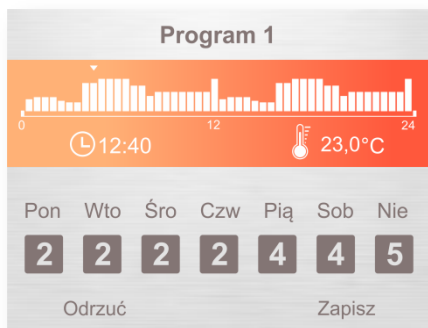 Program 1
0 12 24
12:40 23,0°C
Pon Wto Śro Czw Pią Sob Nie
2 2 2 2 4 4 5
Odrzuć Zapisz